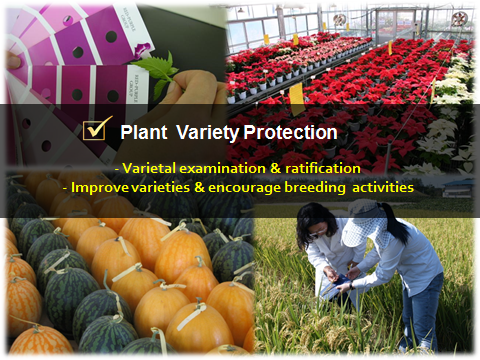 Plant Variety Protection
- Varietal examination & ratification
- Improve varieties & encourage breeding activities